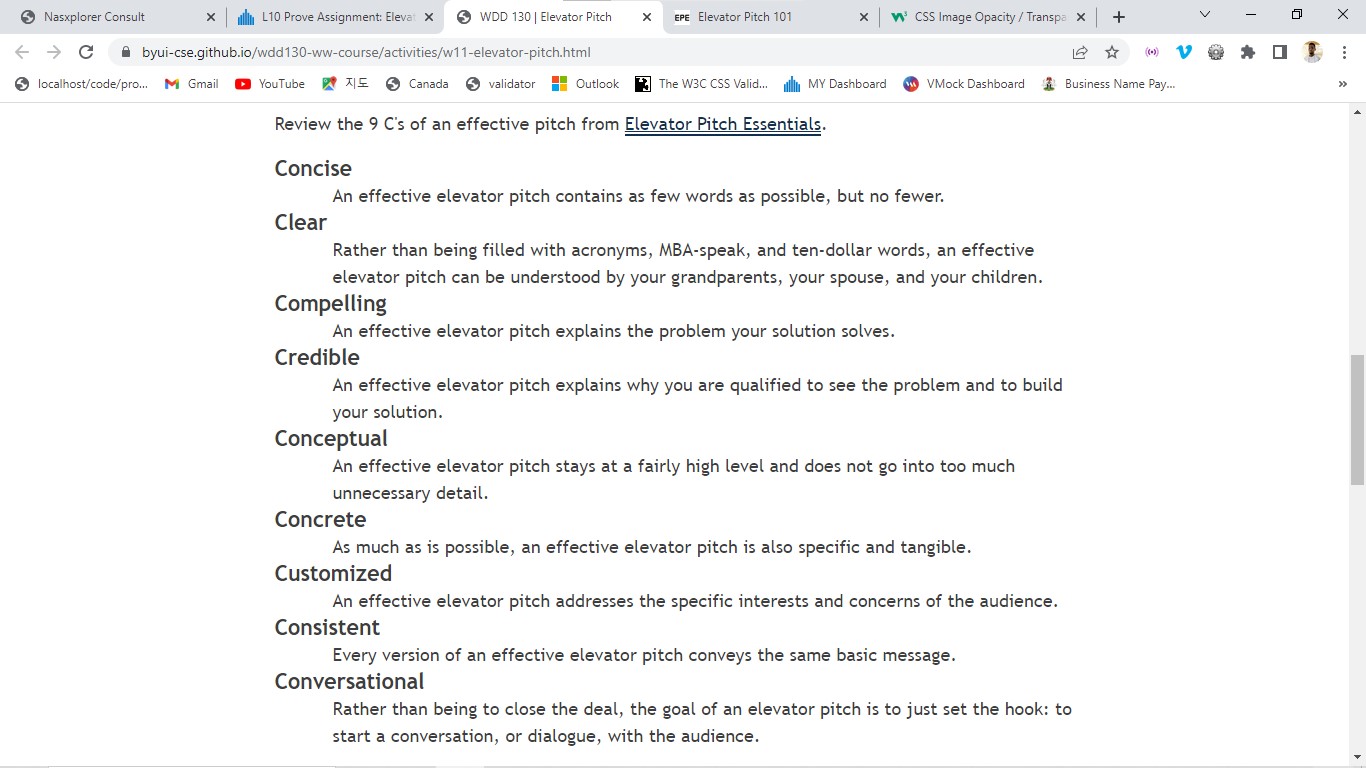 Nasxplorer Consult
L10 Prove Assignment: Elevat
WDD 130 | Elevator Pitch
EPE Elevator Pitch 101
CSS Image Opacity / Transpa
byui-cse.github.io/wdd130-ww-course/activities/w11-elevator-pitch.html
localhost/code/pro...
Gmail
YouTube
지도
Canada
validator
Outlook
The W3C CSS Valid...
MY Dashboard
VMock Dashboard
Business Name Pay...
»
Review the 9 C's of an effective pitch from Elevator Pitch Essentials.
Concise
An effective elevator pitch contains as few words as possible, but no fewer.
Clear
Rather than being filled with acronyms, MBA-speak, and ten-dollar words, an effective
elevator pitch can be understood by your grandparents, your spouse, and your children.
Compelling
An effective elevator pitch explains the problem your solution solves.
Credible
An effective elevator pitch explains why you are qualified to see the problem and to build
your solution.
Conceptual
An effective elevator pitch stays at a fairly high level and does not go into too much
unnecessary detail.
Concrete
As much as is possible, an effective elevator pitch is also specific and tangible.
Customized
An effective elevator pitch addresses the specific interests and concerns of the audience.
Consistent
Every version of an effective elevator pitch conveys the same basic message.
Conversational
Rather than being to close the deal, the goal of an elevator pitch is to just set the hook: to
start a conversation, or dialogue, with the audience.